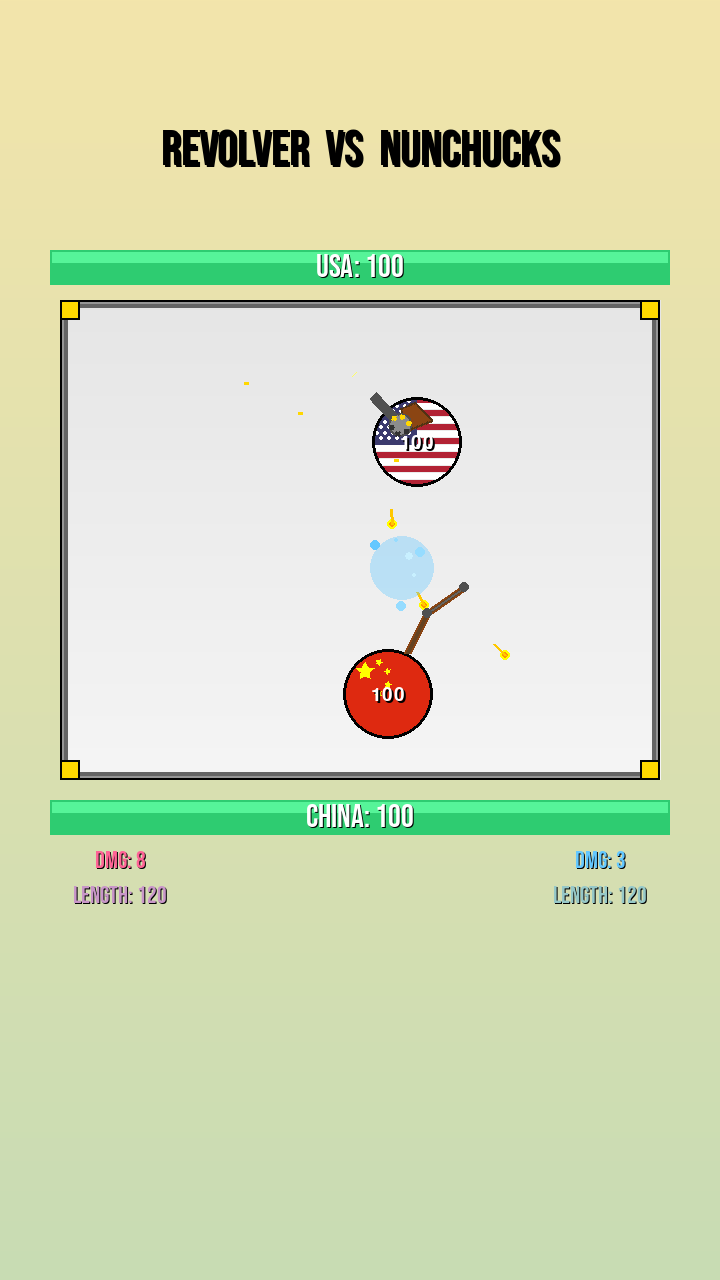 REVOLVER VS NUNCHUCKS
USA: 100
100
100
CHINA: 100
DMG: 8 DMG: 3
LENGTH: 120 LENGTH: 120